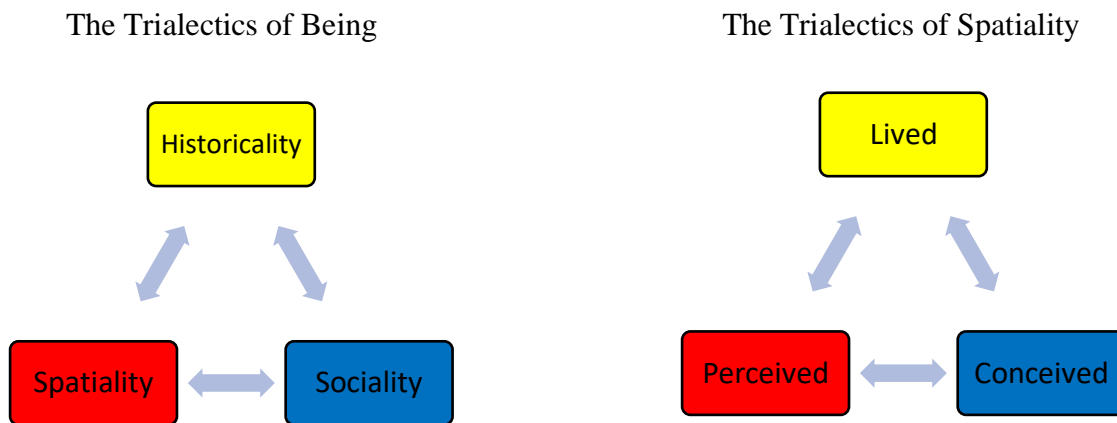 The Trialectics of Being
The Trialectics of Spatiality
Historicality
Lived
Spatiality
Sociality
Perceived
Conceived